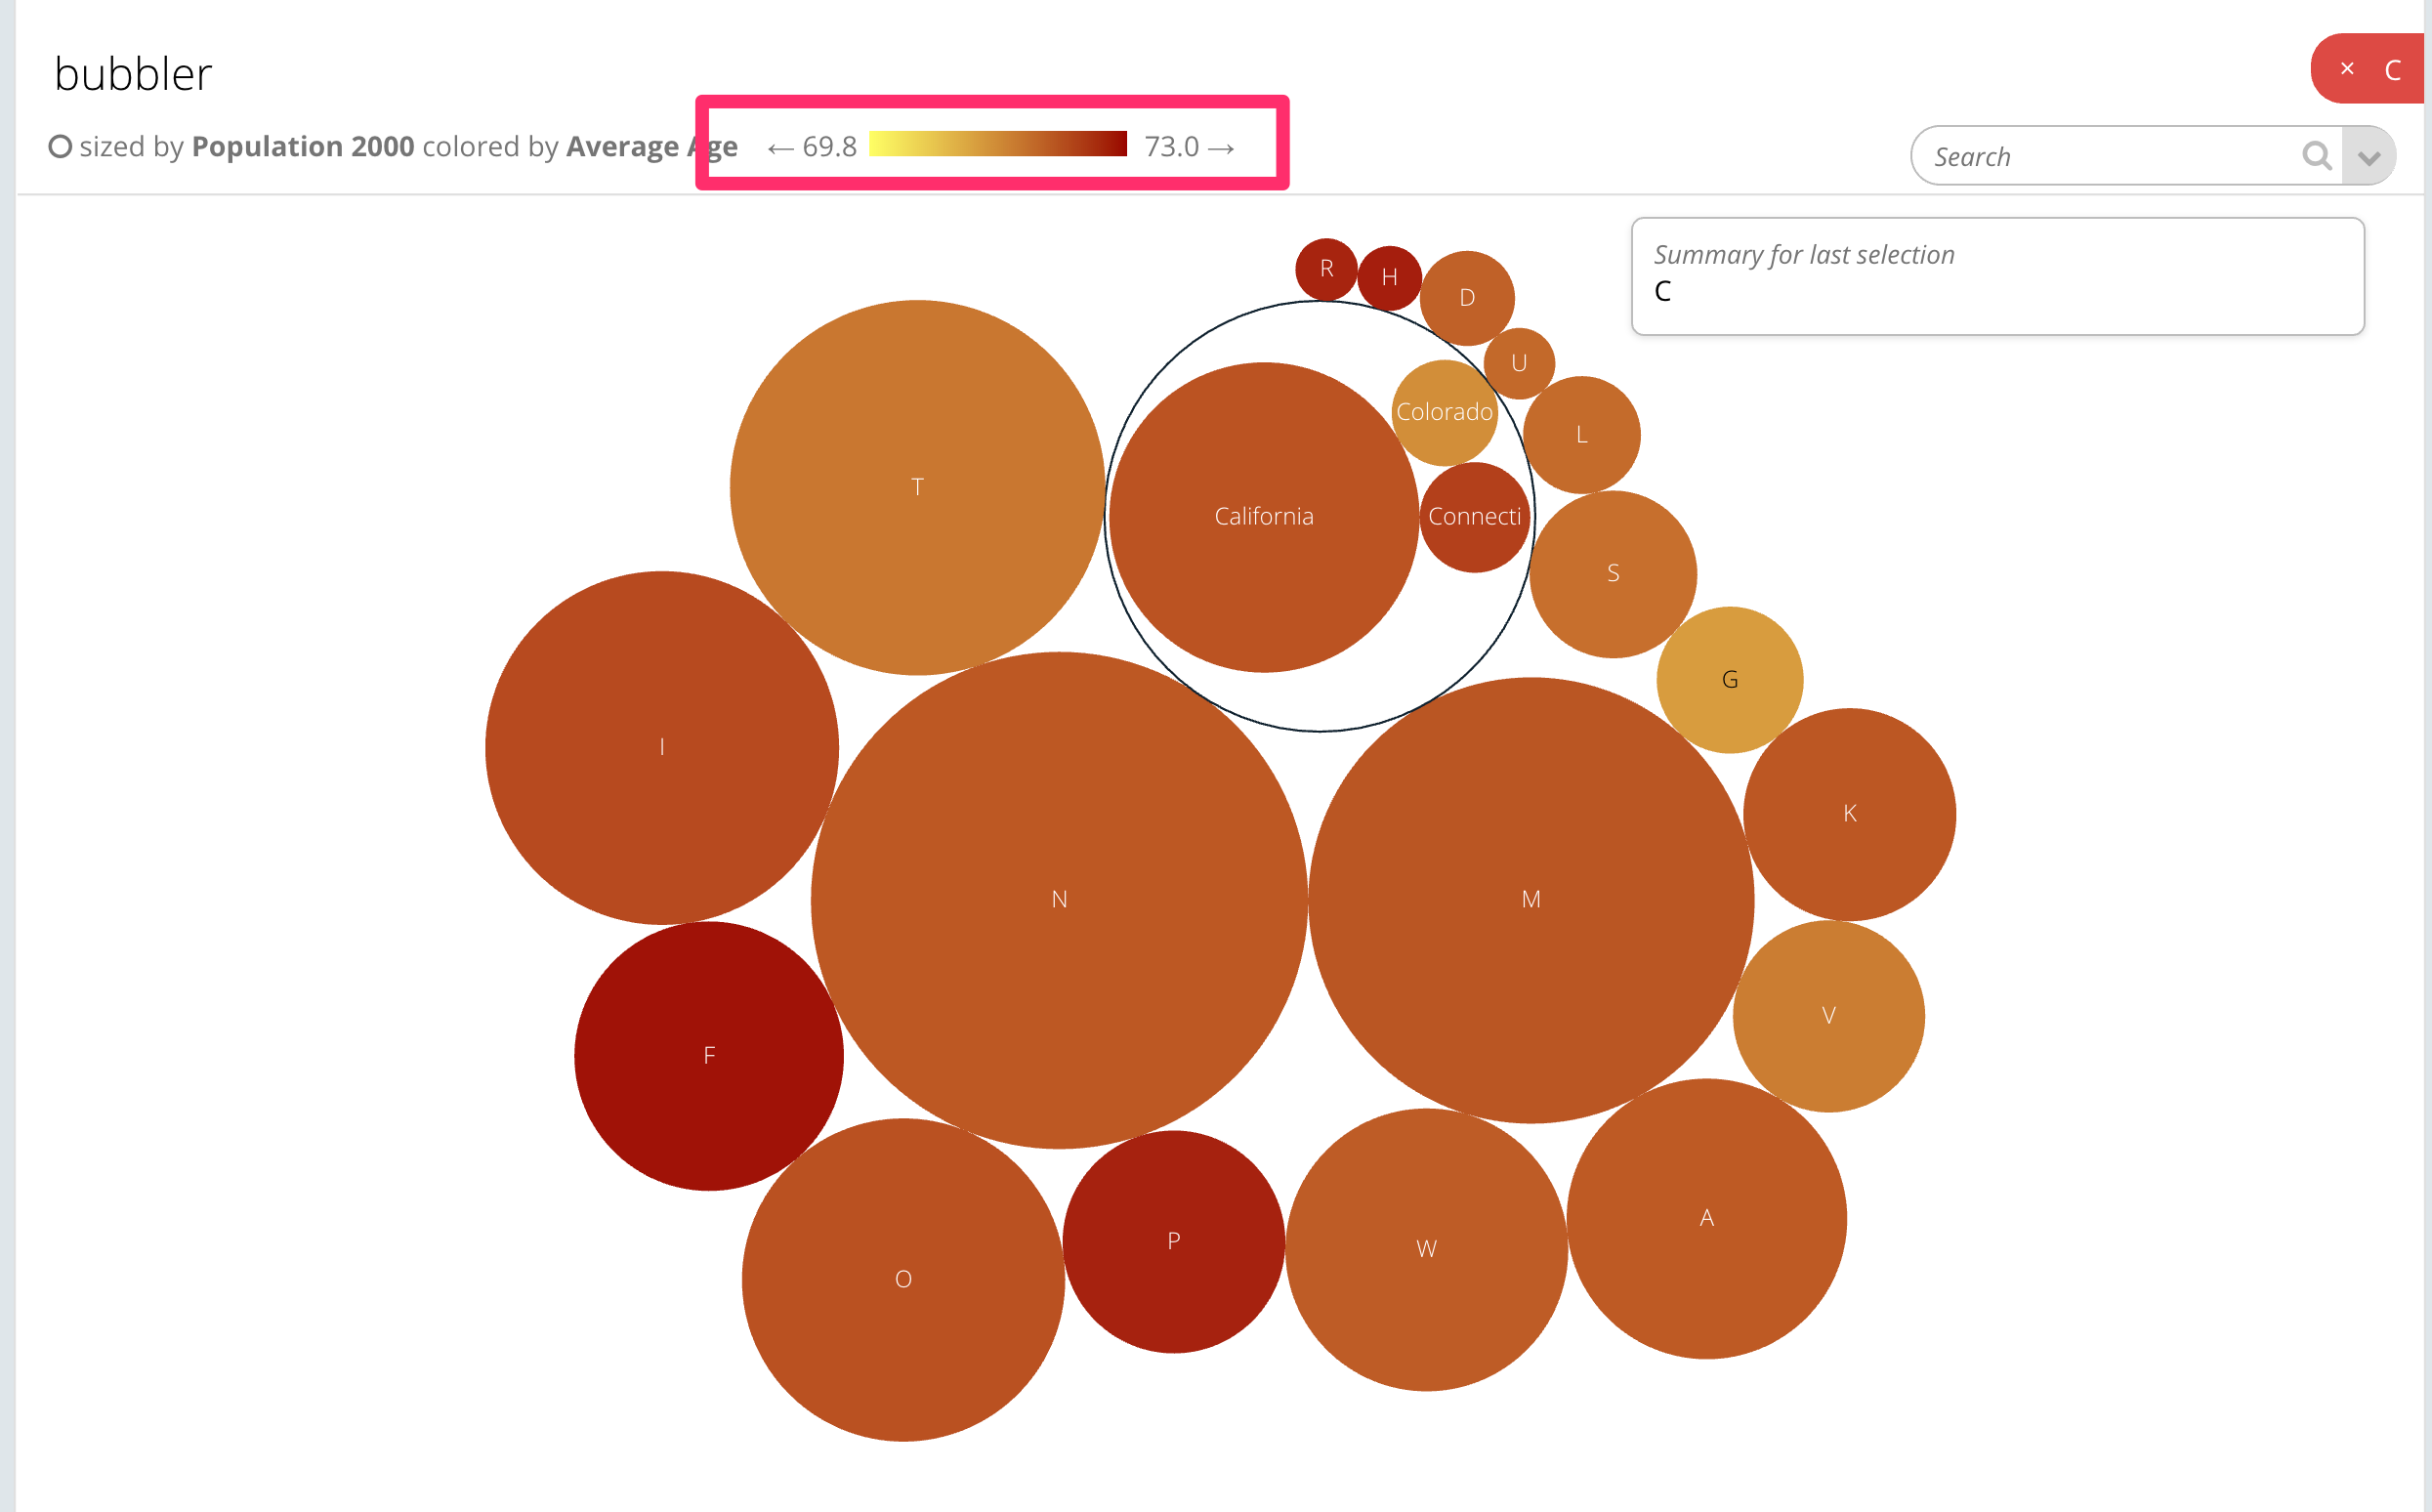 bubbler
× C
sized by Population 2000 colored by Average Age ← 69.8 73.0 →
Search
Summary for last selection
C
R
H
D
U
Colorado
L
T
California
Connecti
S
G
I
K
N
M
V
F
A
P
W
O